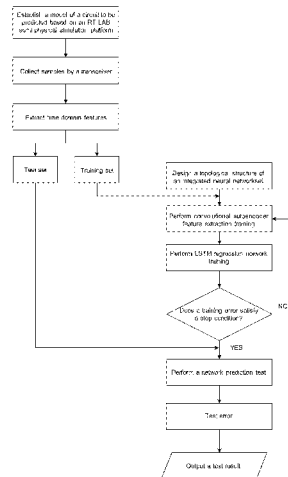 Establish a model of a circuit to be
predicted based on an RT LAB
semi-physical simulation platform
Collect samples by a transceiver
Extract time domain features
Test set
Training set
Design a topological structure of
an integrated neural network
Perform convolutional autoencoder
feature extraction training
Perform LSTM regression network
training
Does a training error satisfy
a stop condition?
NO
YES
Perform a network prediction test
Test error
Output a test result